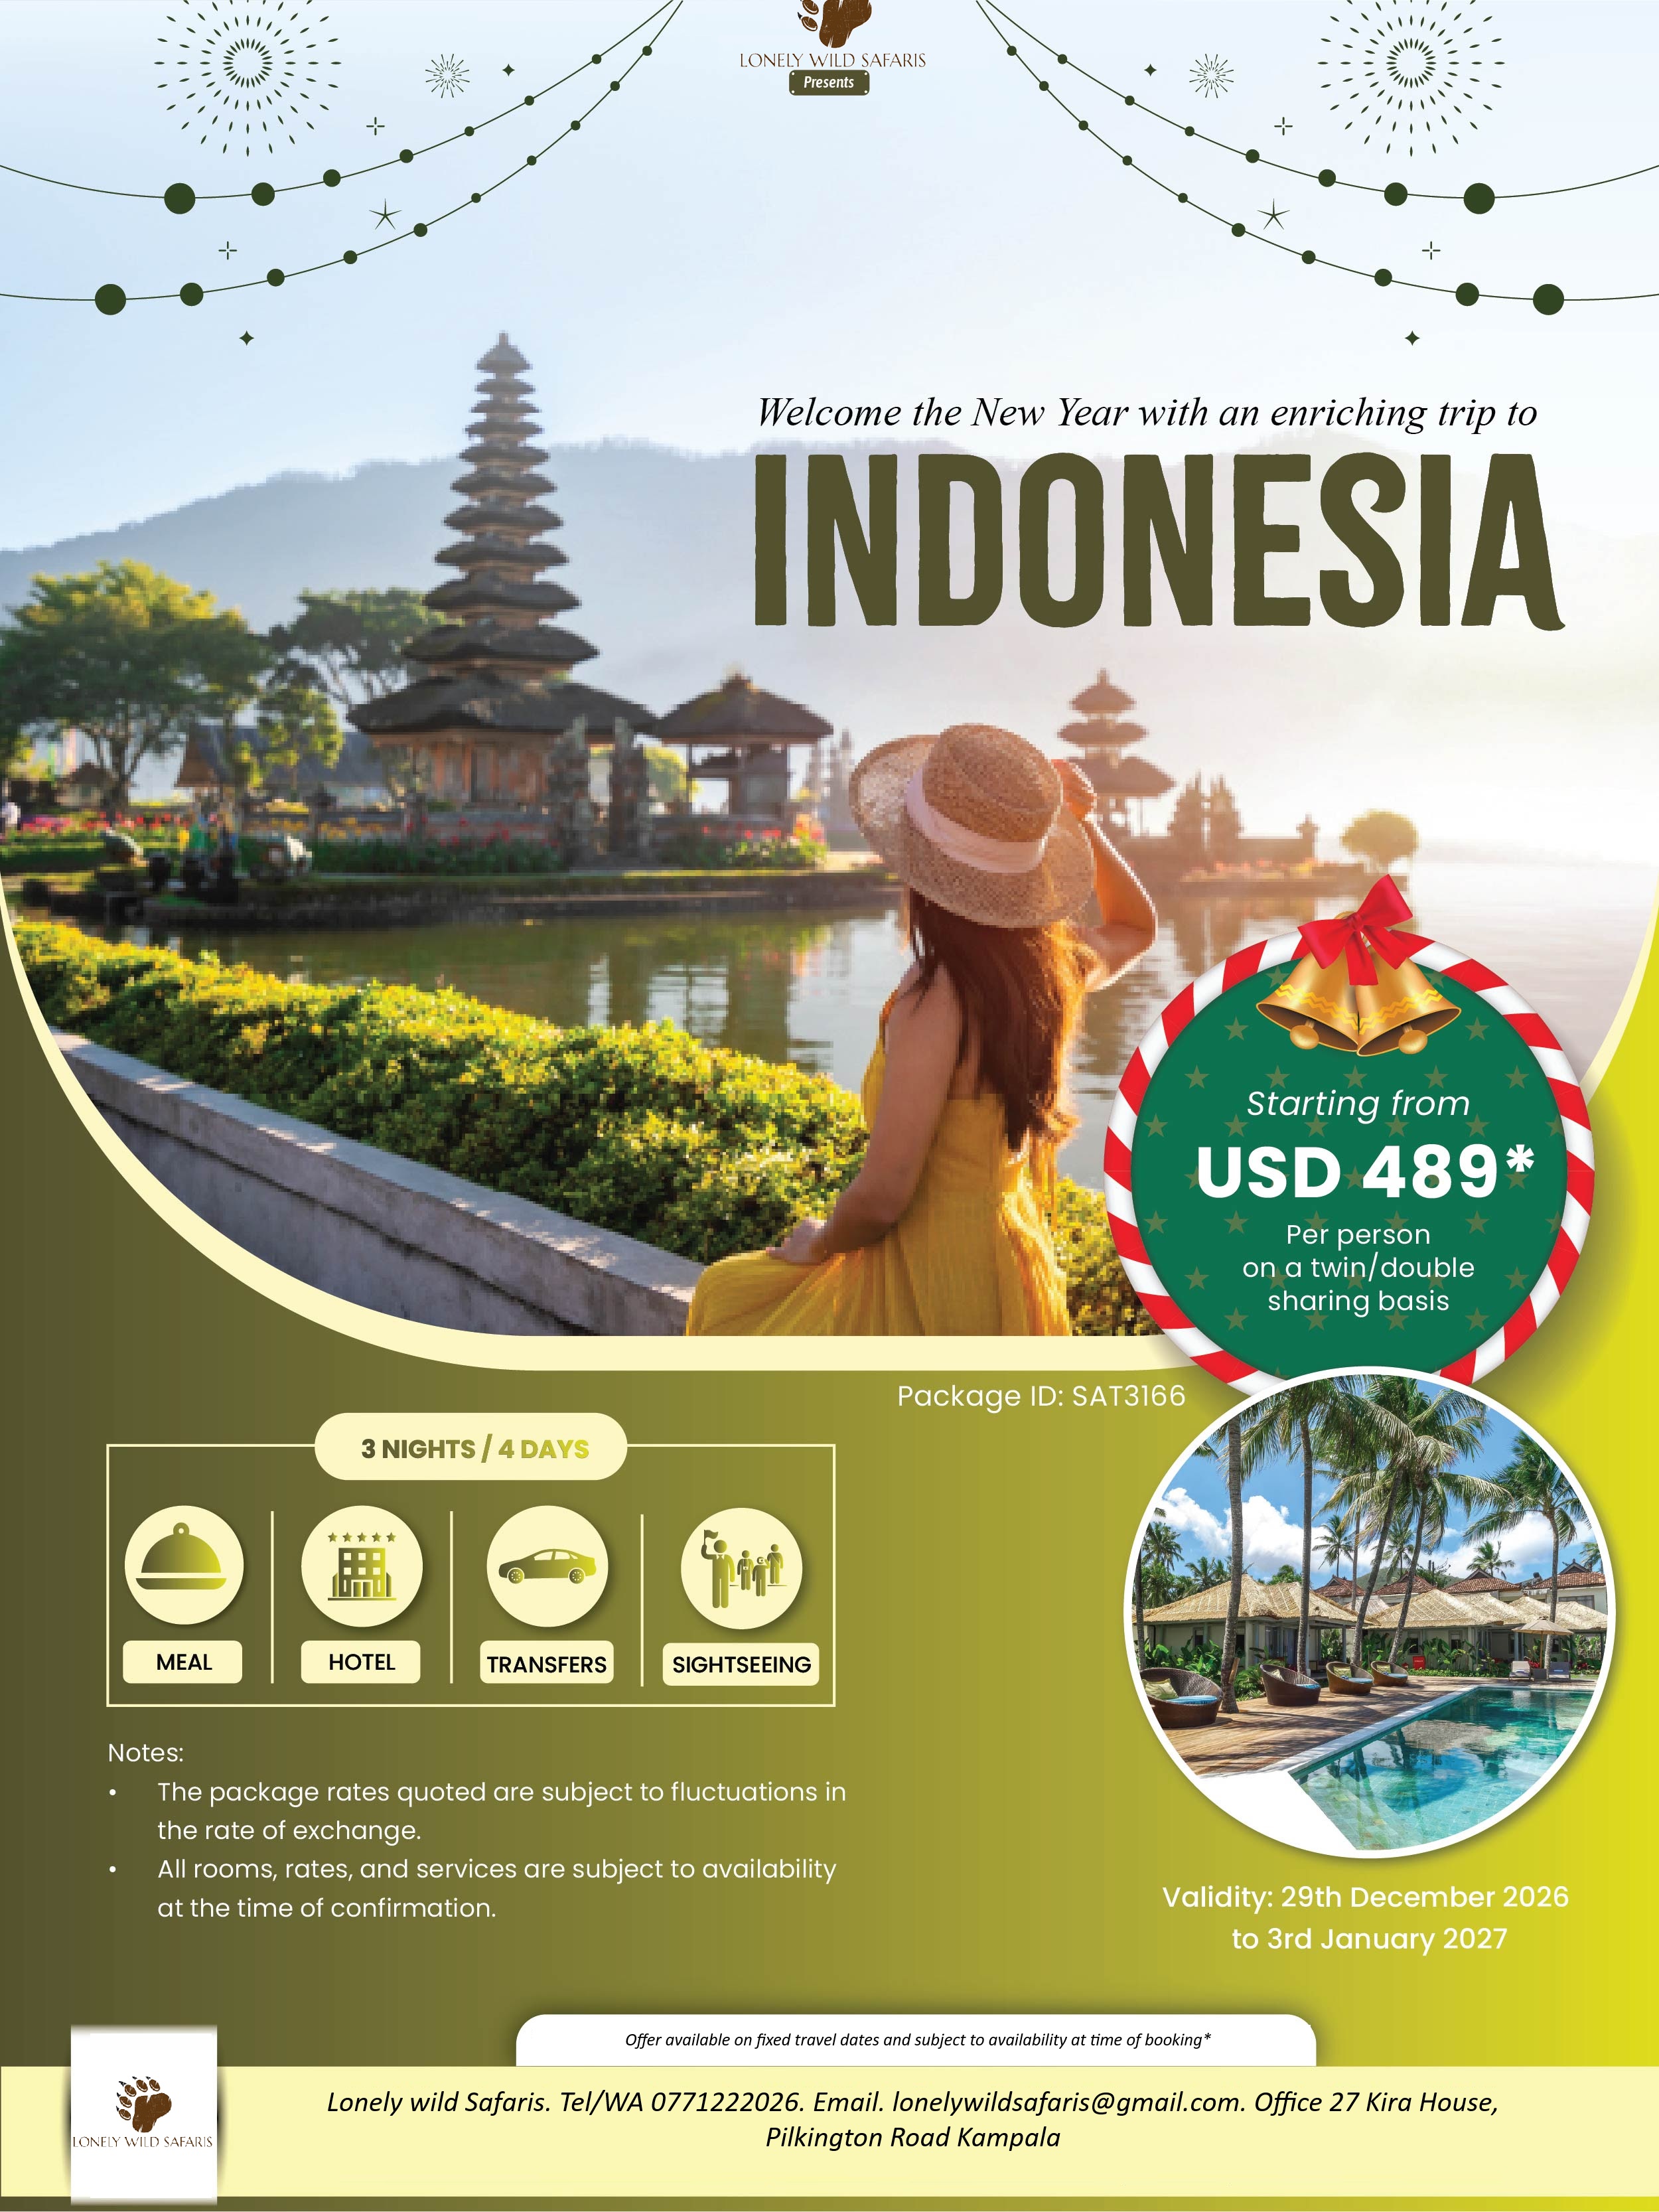 LONELY WILD SAFARIS
Presents
Welcome the New Year with an enriching trip to
INDONESIA
Starting from
USD 489*
Per person
on a twin/double
sharing basis
Package ID: SAT3166
3 NIGHTS / 4 DAYS
MEAL
HOTEL
TRANSFERS
SIGHTSEEING
Notes:
• The package rates quoted are subject to fluctuations in
the rate of exchange.
• All rooms, rates, and services are subject to availability
at the time of confirmation.
Validity: 29th December 2026
to 3rd January 2027
Offer available on fixed travel dates and subject to availability at time of booking*
LONELY WILD SAFARIS
Lonely wild Safaris. Tel/WA 0771222026. Email. lonelywildsafaris@gmail.com. Office 27 Kira House,
Pilkington Road Kampala